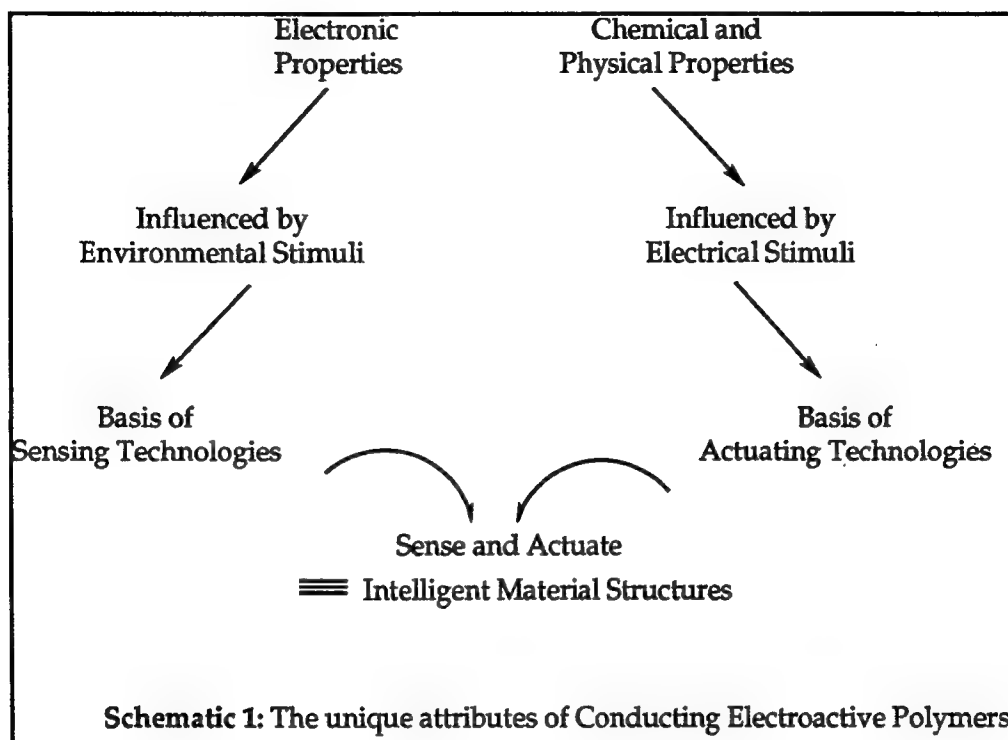 Electronic
Properties
Chemical and
Physical Properties
Influenced by
Environmental Stimuli
Influenced by
Electrical Stimuli
Basis of
Sensing Technologies
Basis of
Actuating Technologies
Sense and Actuate
≡ Intelligent Material Structures
Schematic 1: The unique attributes of Conducting Electroactive Polymers